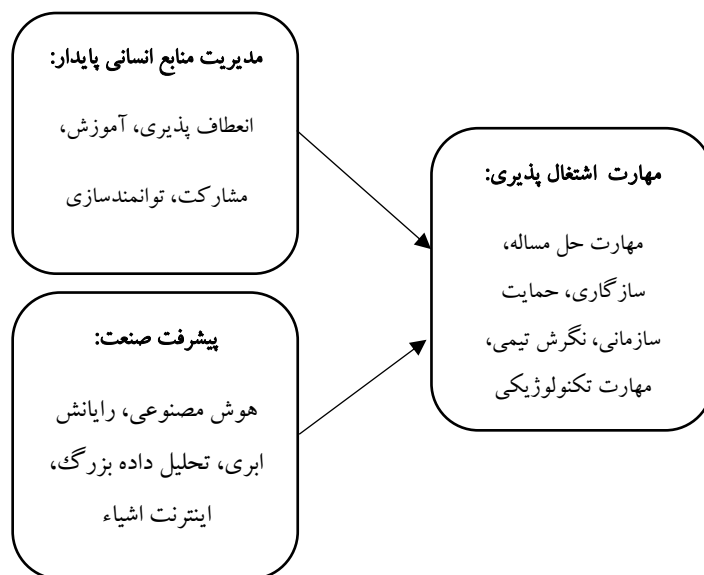 مدیریت منابع انسانی پایدار:
انعطاف پذیری، آموزش،
مشارکت، توانمندسازی
پیشرفت صنعت:
هوش مصنوعی، رایانش
ابری، تحلیل داده بزرگ،
اینترنت اشیاء
مهارت اشتغال پذیری:
مهارت حل مساله،
سازگاری، حمایت
سازمانی، نگرش تیمی،
مهارت تکنولوژیکی